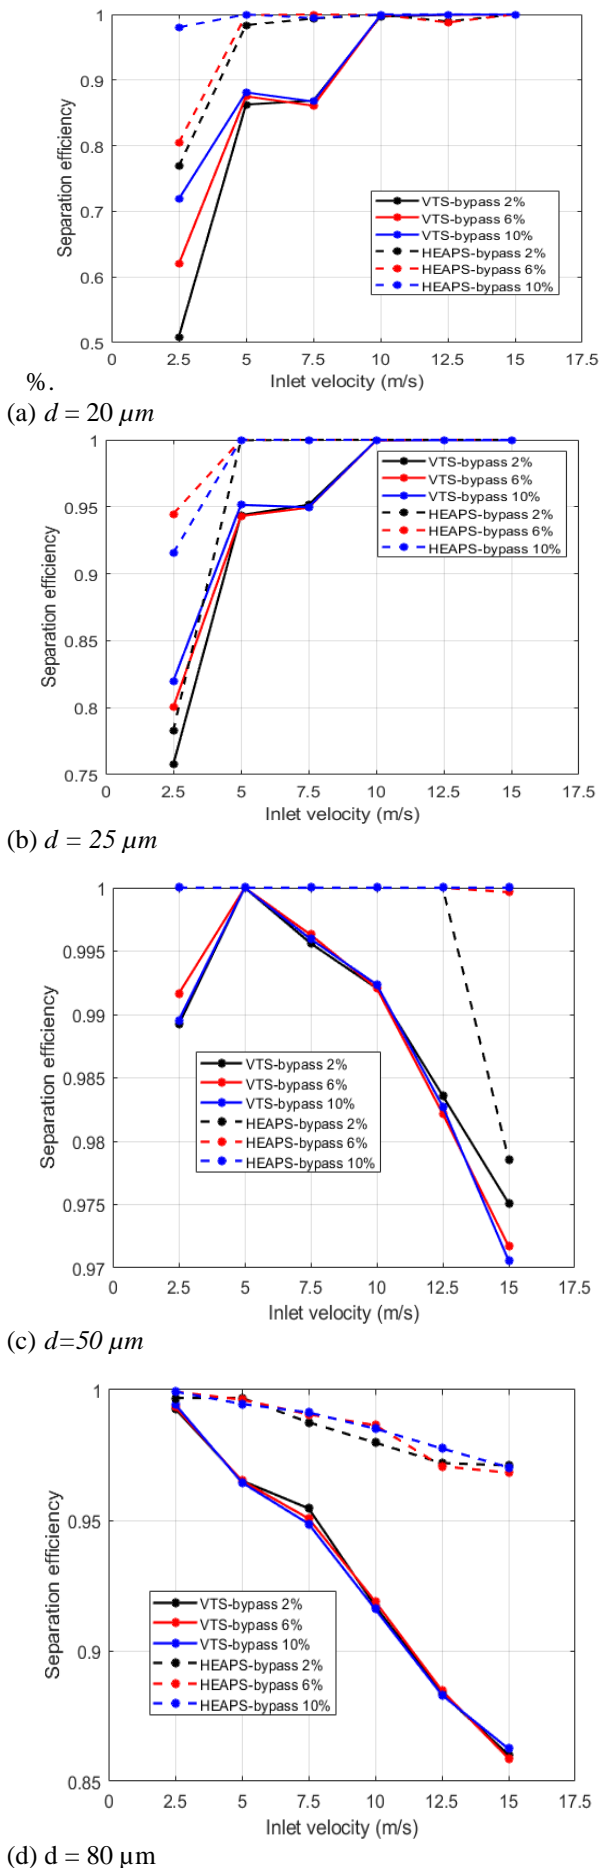 1
0.9
0.8
0.7
0.6
0.5
Separation efficiency
VTS-bypass 2%
VTS-bypass 6%
VTS-bypass 10%
HEAPS-bypass 2%
HEAPS-bypass 6%
HEAPS-bypass 10%
0 2.5 5 7.5 10 12.5 15 17.5
Inlet velocity (m/s)
%.
(a) d = 20 µm
1
0.95
0.9
0.85
0.8
0.75
Separation efficiency
VTS-bypass 2%
VTS-bypass 6%
VTS-bypass 10%
HEAPS-bypass 2%
HEAPS-bypass 6%
HEAPS-bypass 10%
0 2.5 5 7.5 10 12.5 15 17.5
Inlet velocity (m/s)
(b) d = 25 µm
1
0.995
0.99
0.985
0.98
0.975
0.97
Separation efficiency
VTS-bypass 2%
VTS-bypass 6%
VTS-bypass 10%
HEAPS-bypass 2%
HEAPS-bypass 6%
HEAPS-bypass 10%
0 2.5 5 7.5 10 12.5 15 17.5
Inlet velocity (m/s)
(c) d=50 µm
1
0.95
0.9
0.85
Separation efficiency
VTS-bypass 2%
VTS-bypass 6%
VTS-bypass 10%
HEAPS-bypass 2%
HEAPS-bypass 6%
HEAPS-bypass 10%
0 2.5 5 7.5 10 12.5 15 17.5
Inlet velocity (m/s)
(d) d = 80 µm